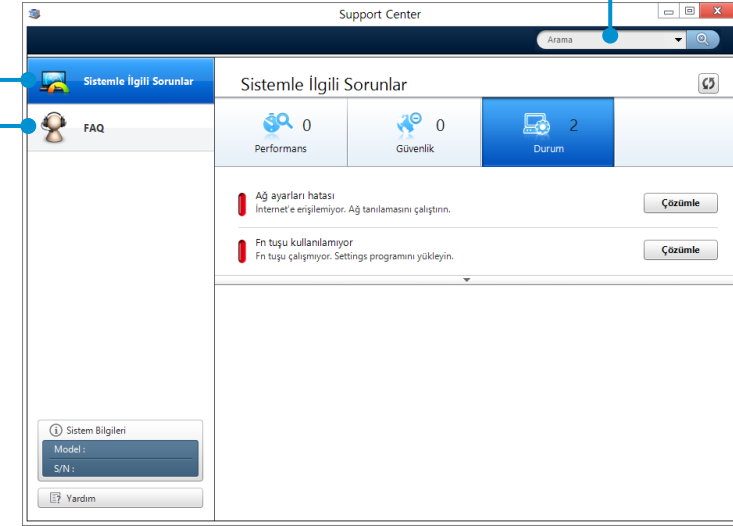 Support Center
Arama
Sistemle İlgili Sorunlar
FAQ
Sistemle İlgili Sorunlar
0
Performans
0
Güvenlik
2
Durum
Ağ ayarları hatası
İnternet'e erişilemiyor. Ağ tanılamasını çalıştırın.
Çözümle
Fn tuşu kullanılamıyor
Fn tuşu çalışmıyor. Settings programını yükleyin.
Çözümle
Sistem Bilgileri
Model :
S/N :
Yardım